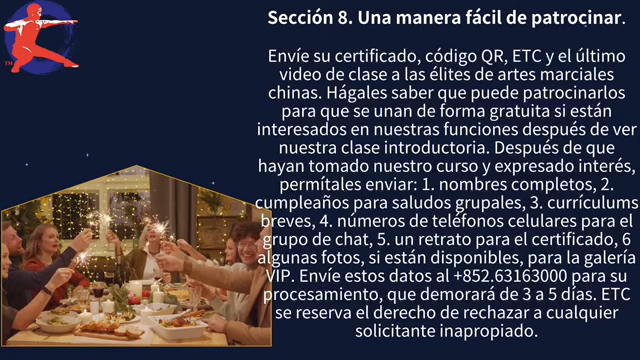 Sección 8. Una manera fácil de patrocinar.
Envíe su certificado, código QR, ETC y el último
video de clase a las élites de artes marciales
chinas. Hágales saber que puede patrocinarlos
para que se unan de forma gratuita si están
interesados en nuestras funciones después de ver
nuestra clase introductoria. Después de que
hayan tomado nuestro curso y expresado interés,
permítales enviar: 1. nombres completos, 2.
cumpleaños para saludos grupales, 3. currículums
breves, 4. números de teléfonos celulares para el
grupo de chat, 5. un retrato para el certificado, 6
algunas fotos, si están disponibles, para la galería
VIP. Envíe estos datos al +852.63163000 para su
procesamiento, que demorará de 3 a 5 días. ETC
se reserva el derecho de rechazar a cualquier
solicitante inapropiado.
TM